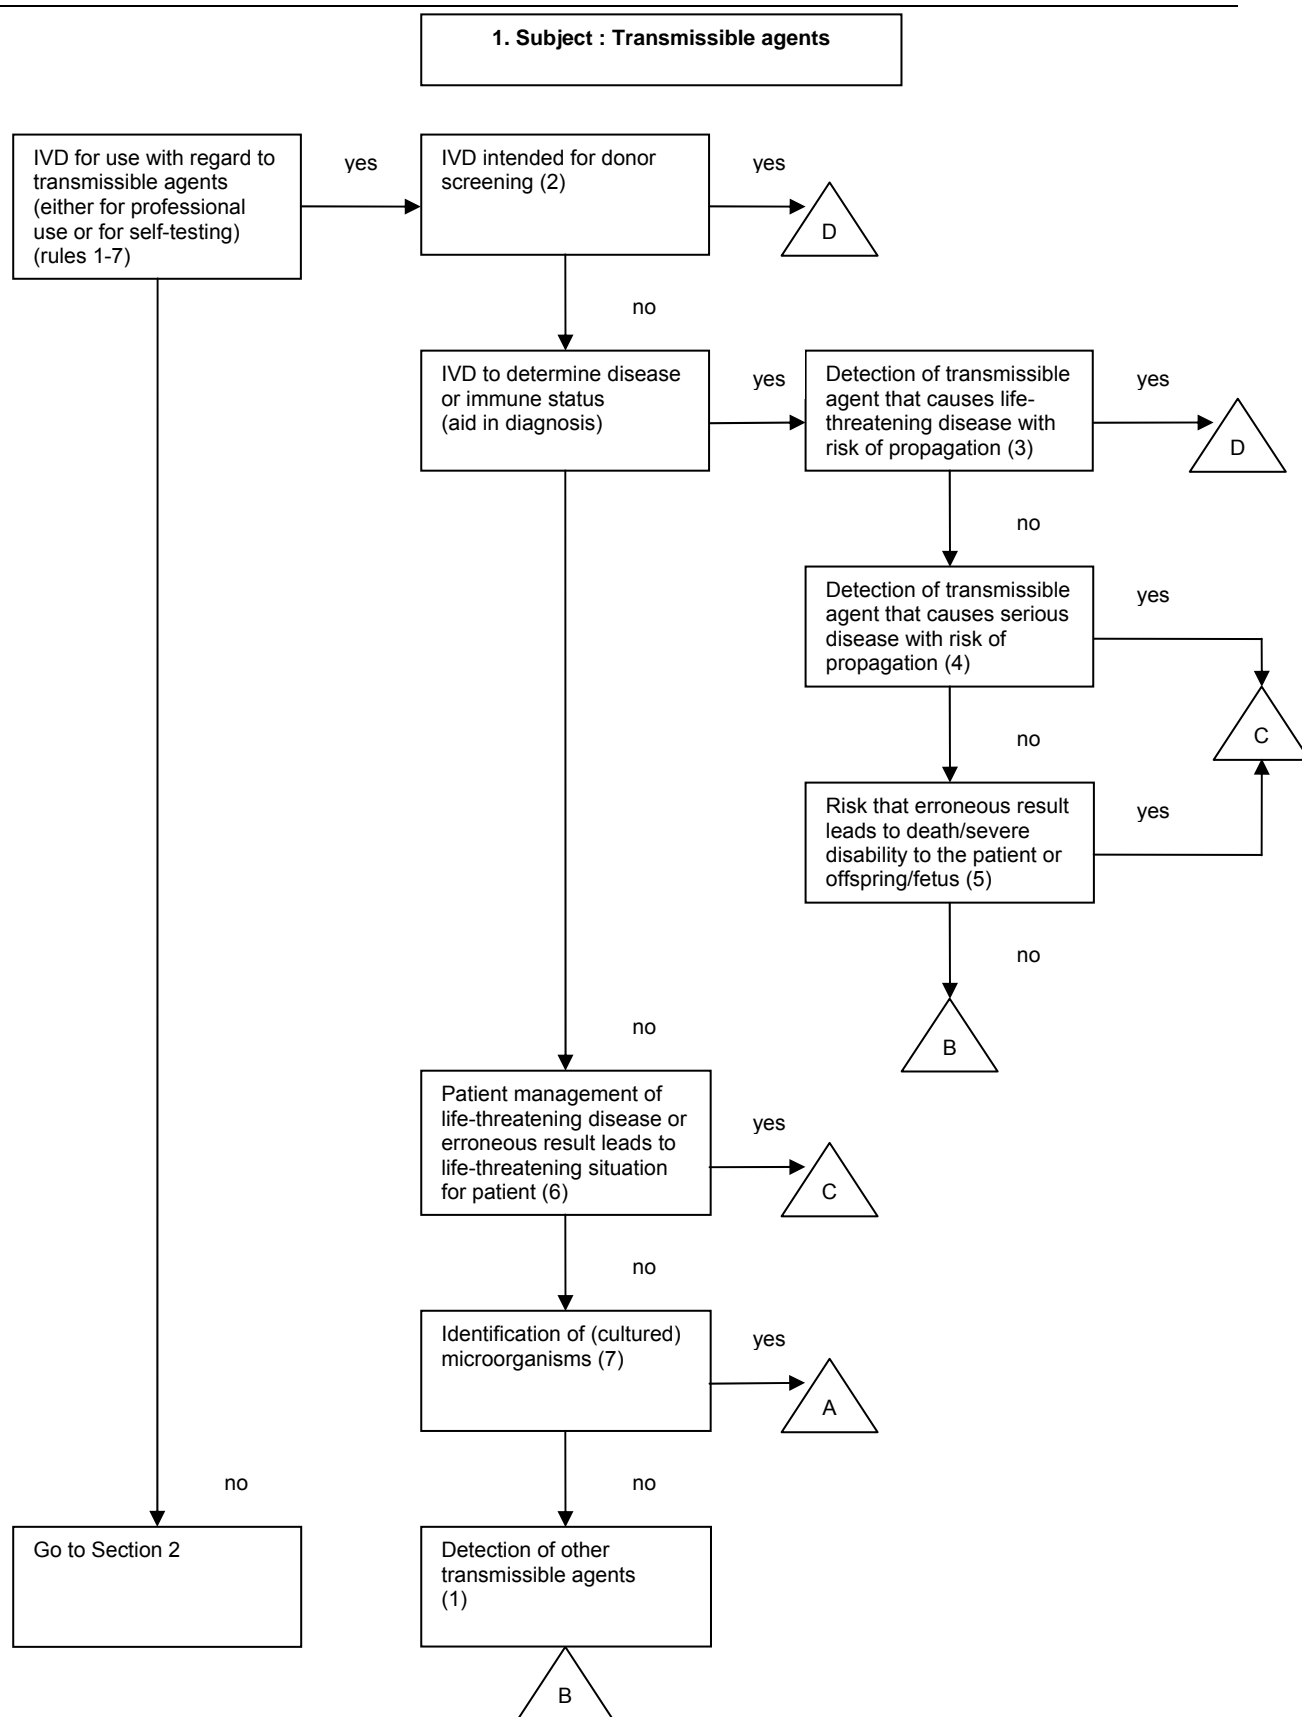 1. Subject : Transmissible agents
IVD for use with regard to
transmissible agents
(either for professional
use or for self-testing)
(rules 1-7)
yes
IVD intended for donor
screening (2)
yes
D
no
IVD to determine disease
or immune status
(aid in diagnosis)
yes
Detection of transmissible
agent that causes life-
threatening disease with
risk of propagation (3)
yes
D
no
Detection of transmissible
agent that causes serious
disease with risk of
propagation (4)
yes
C
no
Risk that erroneous result
leads to death/severe
disability to the patient or
offspring/fetus (5)
yes
no
B
no
Patient management of
life-threatening disease or
erroneous result leads to
life-threatening situation
for patient (6)
yes
C
no
Identification of (cultured)
microorganisms (7)
yes
A
no
no
Go to Section 2
Detection of other
transmissible agents
(1)
B